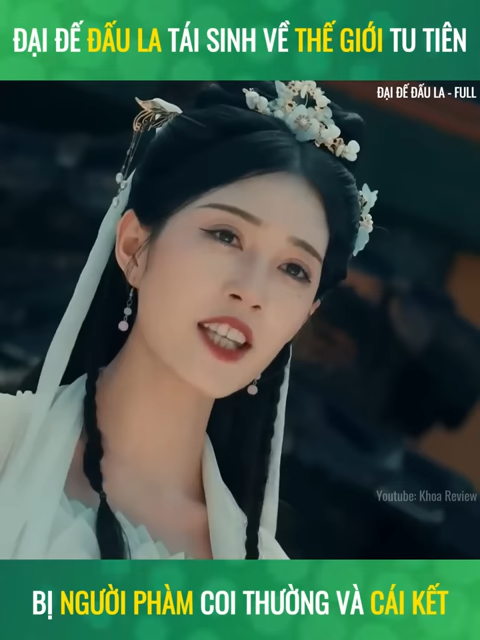 ĐẠI ĐẾ ĐẤU LA TÁI SINH VỀ THẾ GIỚI TU TIÊN
ĐẠI ĐẾ ĐẤU LA - FULL
Youtube: Khoa Review
BỊ NGƯỜI PHÀM COI THƯỜNG VÀ CÁI KẾT